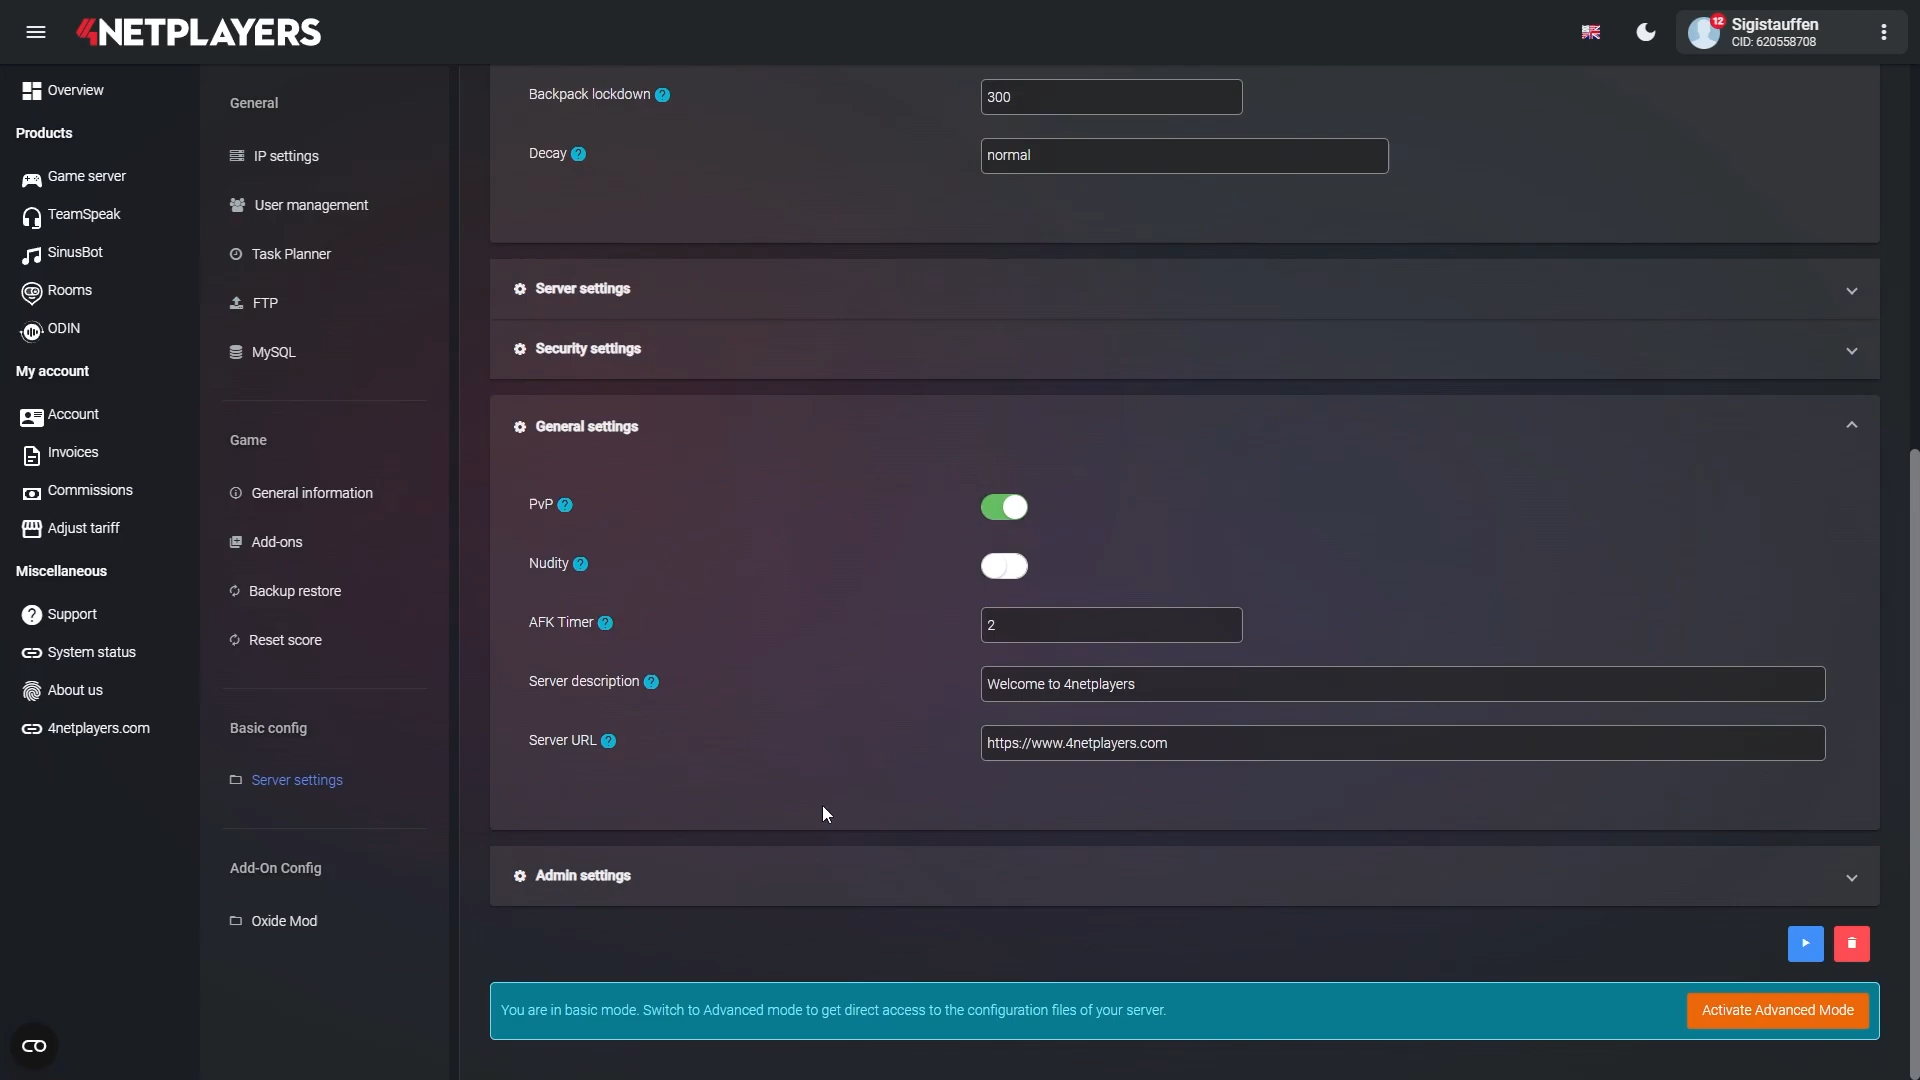 4NETPLAYERS
12
Sigistauffen
CID: 620558708
Overview
Products
Game server
TeamSpeak
SinusBot
Rooms
ODIN
My account
Account
Invoices
Commissions
Adjust tariff
Miscellaneous
Support
System status
About us
4netplayers.com
General
IP settings
User management
Task Planner
FTP
MySQL
Game
General information
Add-ons
Backup restore
Reset score
Basic config
Server settings
Add-On Config
Oxide Mod
Backpack lockdown ?
300
Decay ?
normal
Server settings
Security settings
General settings
PvP ?
Nudity ?
AFK Timer ?
2
Server description ?
Welcome to 4netplayers
Server URL ?
https://www.4netplayers.com
Admin settings
You are in basic mode. Switch to Advanced mode to get direct access to the configuration files of your server.
Activate Advanced Mode